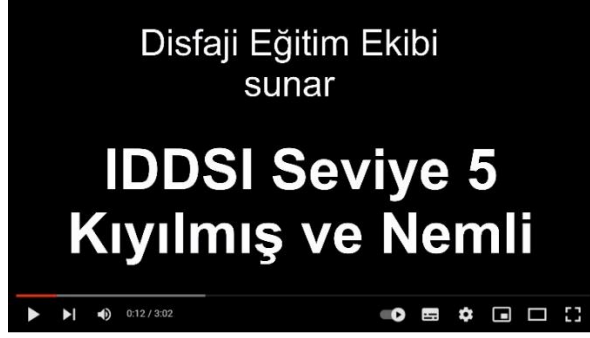 Disfaji Eğitim Ekibi
sunar
IDDSI Seviye 5
Kıyılmış ve Nemli
0:12 / 3:02